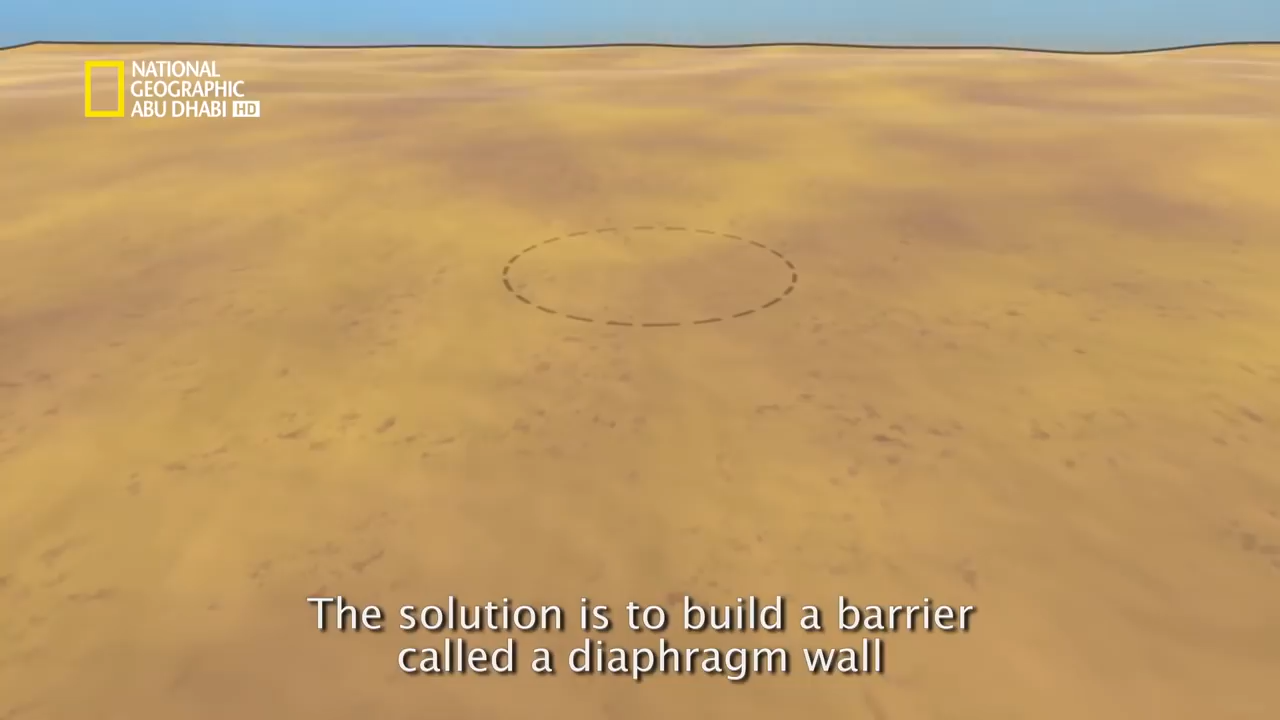 NATIONAL
GEOGRAPHIC
ABU DHABI HD
The solution is to build a barrier
called a diaphragm wall